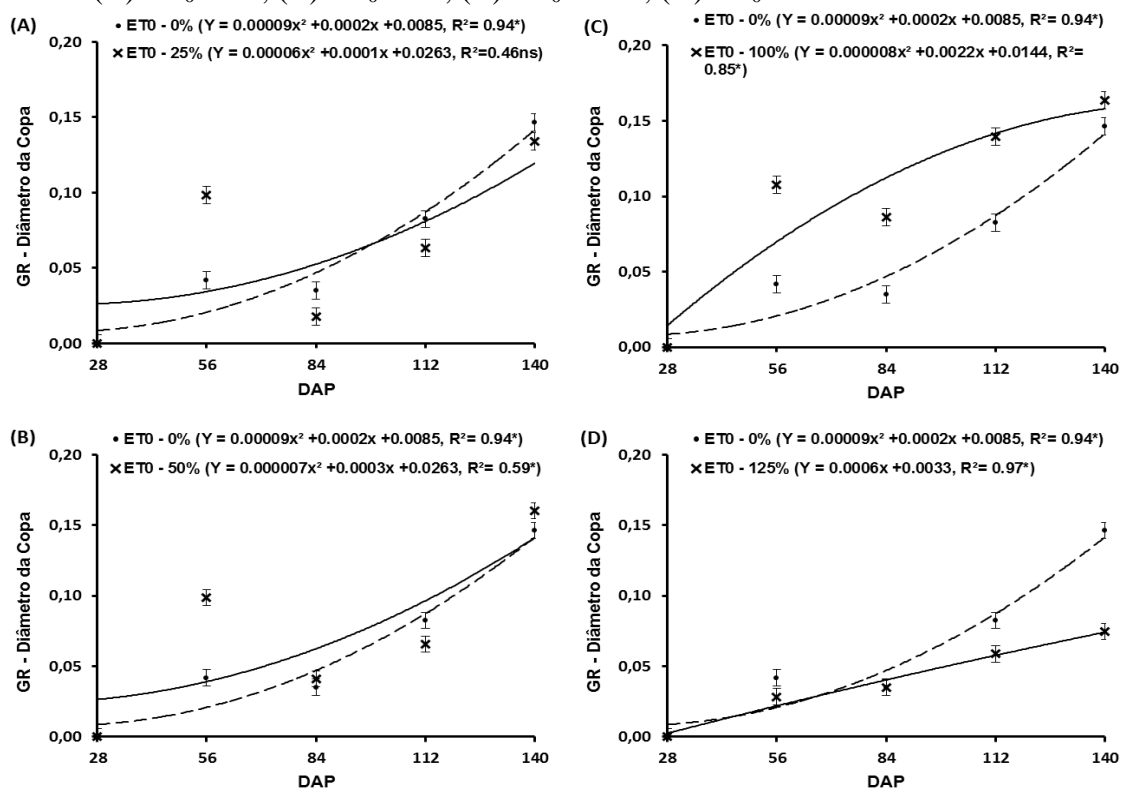 (A)
ET0 - 0% (Y = 0.00009x² +0.0002x +0.0085, R²= 0.94*)
ET0 - 25% (Y = 0.00006x² +0.0001x +0.0263, R²=0.46ns)
GR - Diâmetro da Copa
0,20
0,15
0,10
0,05
0,00
28 56 84 112 140
DAP
(C)
ET0 - 0% (Y = 0.00009x² +0.0002x +0.0085, R²= 0.94*)
ET0 - 100% (Y = 0.000008x² +0.0022x +0.0144, R²=
0.85*)
GR - Diâmetro da Copa
0,20
0,15
0,10
0,05
0,00
28 56 84 112 140
DAP
(B)
ET0 - 0% (Y = 0.00009x² +0.0002x +0.0085, R²= 0.94*)
ET0 - 50% (Y = 0.000007x² +0.0003x +0.0263, R²= 0.59*)
GR - Diâmetro da Copa
0,20
0,15
0,10
0,05
0,00
28 56 84 112 140
DAP
(D)
ET0 - 0% (Y = 0.00009x² +0.0002x +0.0085, R²= 0.94*)
ET0 - 125% (Y = 0.0006x +0.0033, R²= 0.97*)
GR - Diâmetro da Copa
0,20
0,15
0,10
0,05
0,00
28 56 84 112 140
DAP